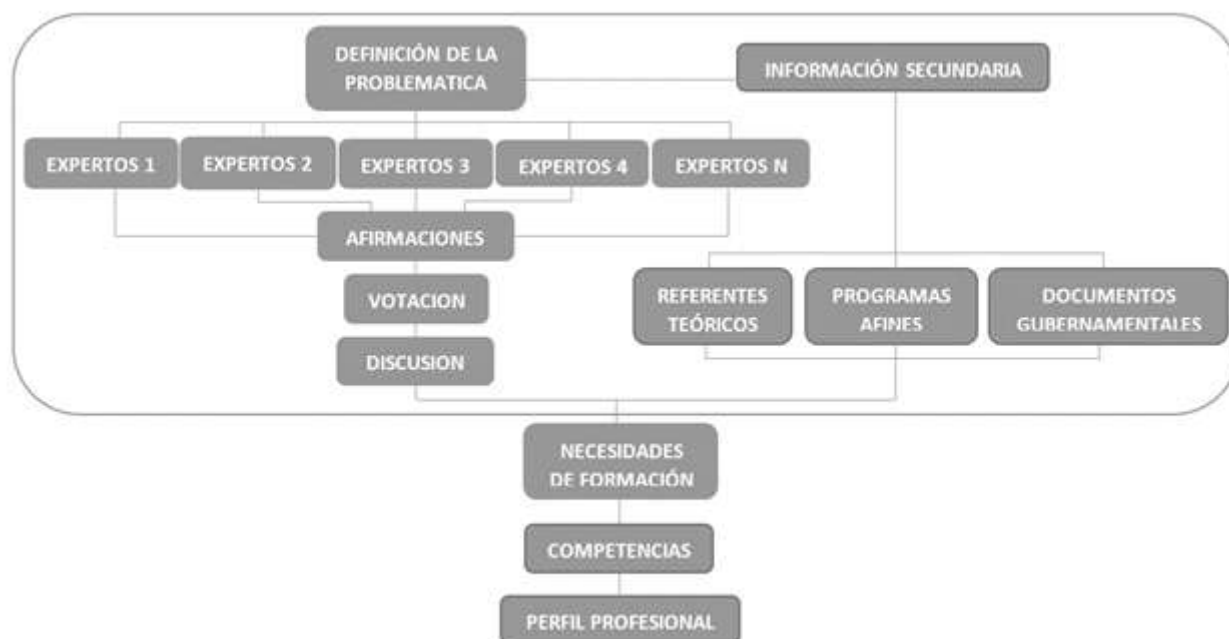 DEFINICIÓN DE LA
PROBLEMATICA
INFORMACIÓN SECUNDARIA
EXPERTOS 1
EXPERTOS 2
EXPERTOS 3
EXPERTOS 4
EXPERTOS N
AFIRMACIONES
VOTACION
DISCUSION
REFERENTES
TEÓRICOS
PROGRAMAS
AFINES
DOCUMENTOS
GUBERNAMENTALES
NECESIDADES
DE FORMACIÓN
COMPETENCIAS
PERFIL PROFESIONAL